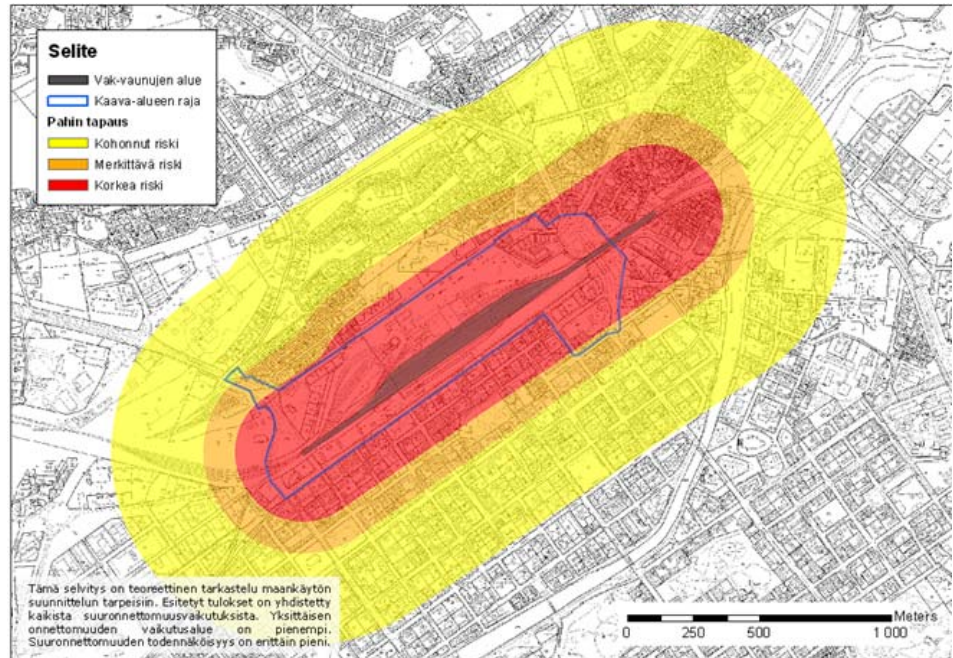 Selite
Vak-vaunujen alue
Kaava-alueen raja
Pahin tapaus
Kohonnut riski
Merkittävä riski
Korkea riski
Tämä selvitys on teoreettinen tarkastelu maankäytön
suunnittelun tarpeisiin. Esitetyt tulokset on yhdistetty
kaikista suuronnettomuusvaikutuksista. Yksittäisen
onnettomuuden vaikutusalue on pienempi.
Suuronnettomuuden todennäköisyys on erittäin pieni.
Meters
0 250 500 1 000